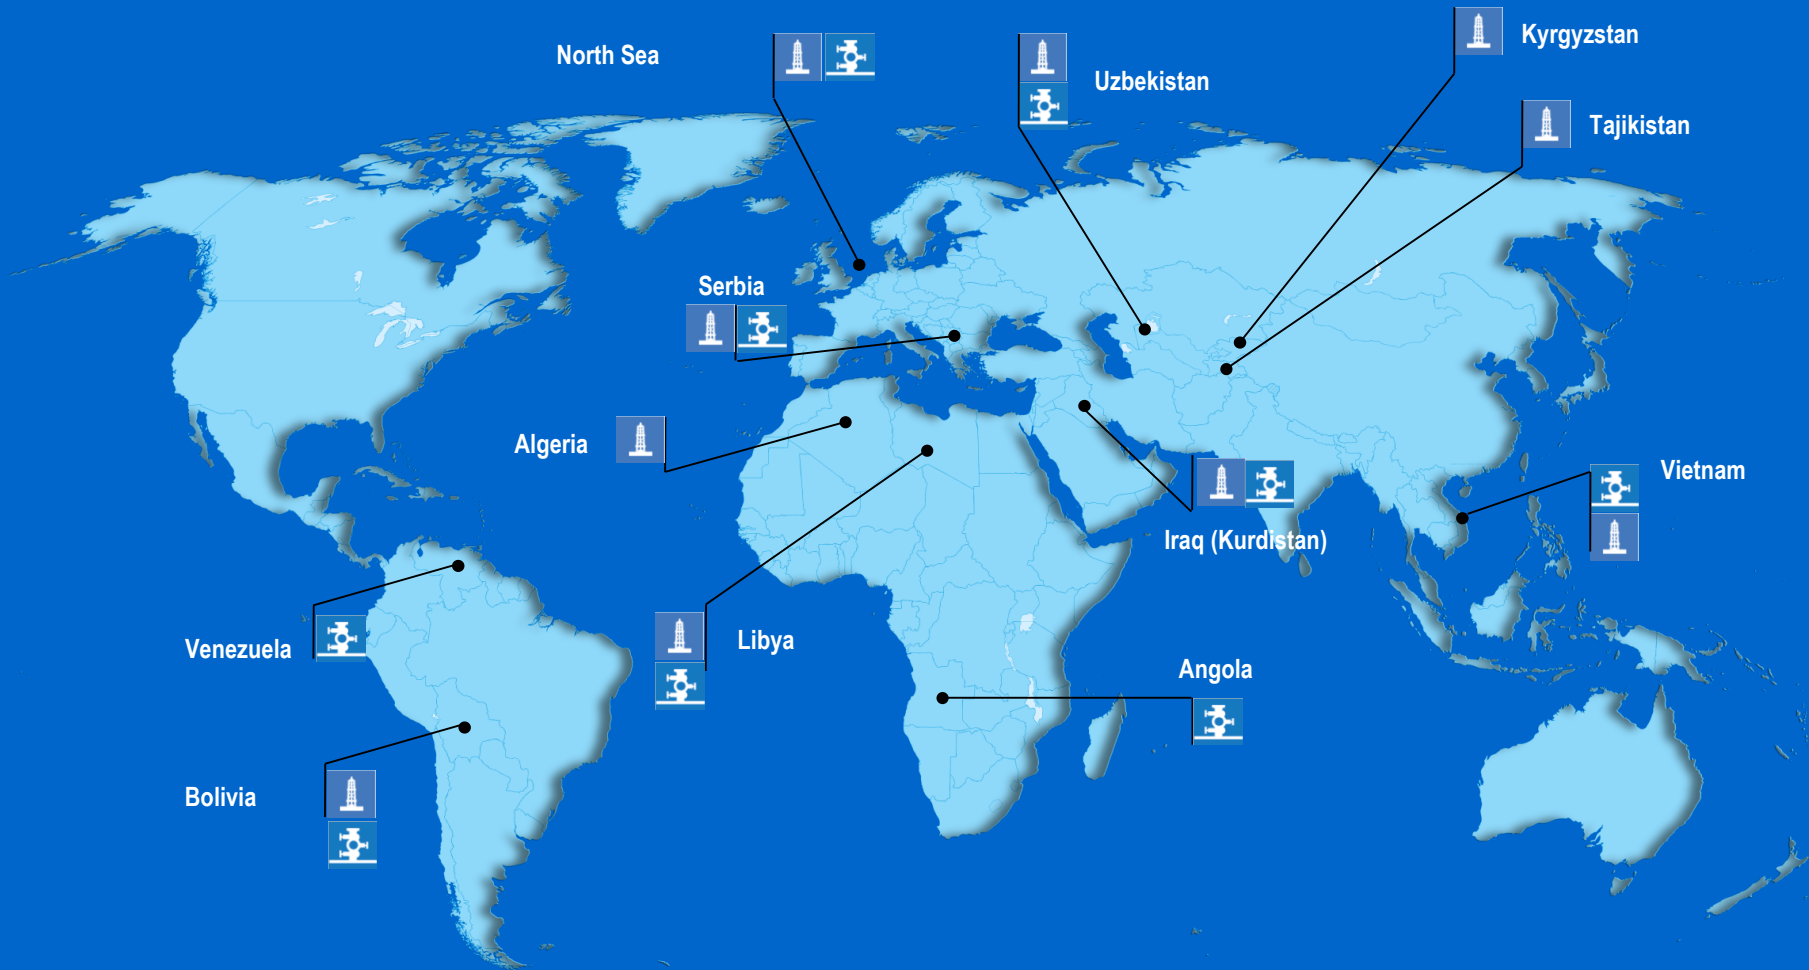 Kyrgyzstan
North Sea
Uzbekistan
Tajikistan
Serbia
Algeria
Vietnam
Iraq (Kurdistan)
Venezuela
Libya
Angola
Bolivia